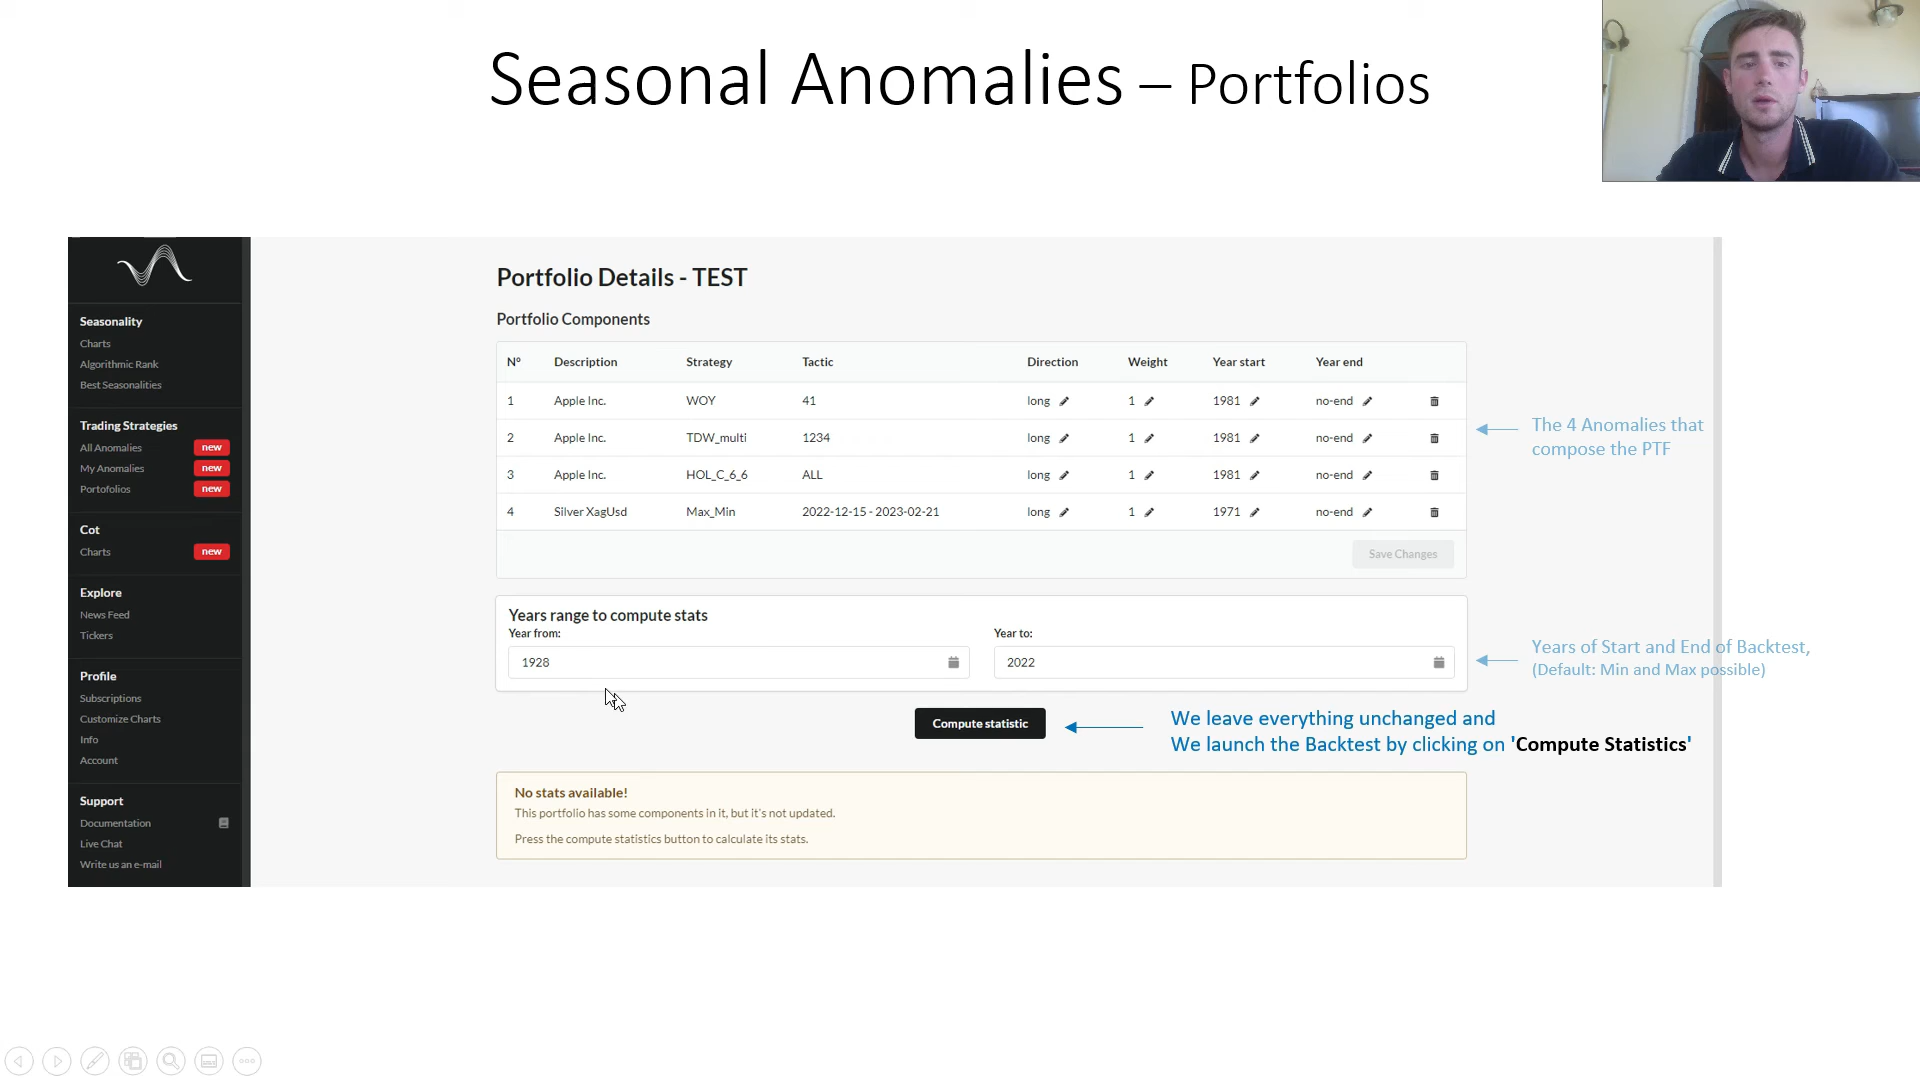 Seasonal Anomalies – Portfolios
Seasonality
Charts
Algorithmic Rank
Best Seasonalities
Trading Strategies
All Anomalies new
My Anomalies new
Portofolios new
Cot
Charts new
Explore
News Feed
Tickers
Profile
Subscriptions
Customize Charts
Info
Account
Support
Documentation
Live Chat
Write us an e-mail
Portfolio Details - TEST
Portfolio Components
N° Description Strategy Tactic Direction Weight Year start Year end
1 Apple Inc. WOY 41 long 1 1981 no-end
2 Apple Inc. TDW_multi 1234 long 1 1981 no-end
3 Apple Inc. HOL_C_6_6 ALL long 1 1981 no-end
4 Silver XagUsd Max_Min 2022-12-15 - 2023-02-21 long 1 1971 no-end
Save Changes
The 4 Anomalies that
compose the PTF
Years range to compute stats
Year from: Year to:
1928 2022
Years of Start and End of Backtest,
(Default: Min and Max possible)
Compute statistic
We leave everything unchanged and
We launch the Backtest by clicking on 'Compute Statistics'
No stats available!
This portfolio has some components in it, but it's not updated.
Press the compute statistics button to calculate its stats.